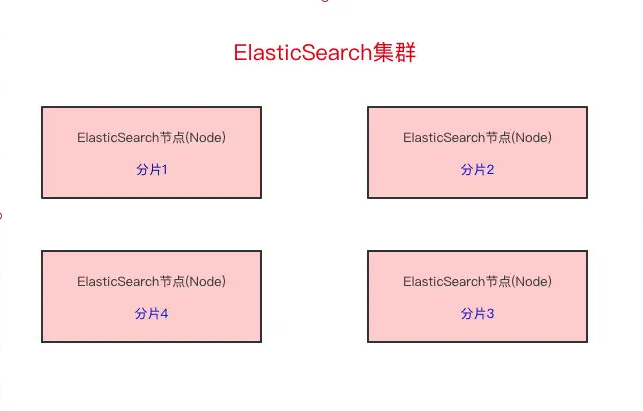 ElasticSearch集群
ElasticSearch节点(Node)
分片1
ElasticSearch节点(Node)
分片2
ElasticSearch节点(Node)
分片4
ElasticSearch节点(Node)
分片3